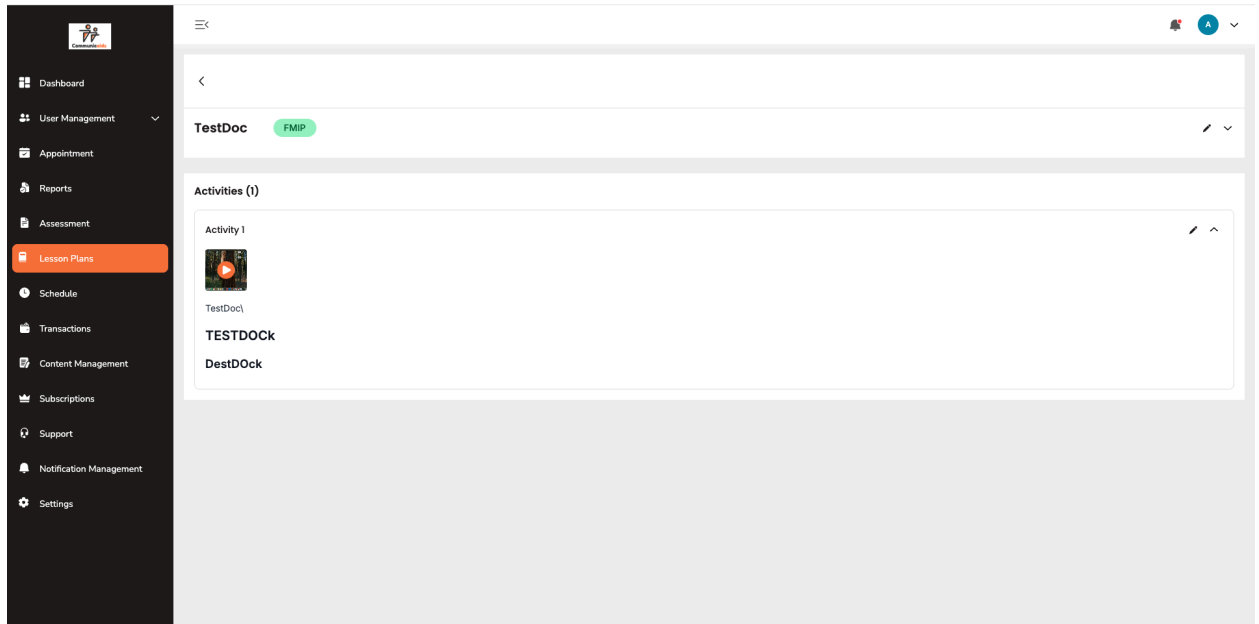 Communicoids
A
Dashboard
User Management
Appointment
Reports
Assessment
Lesson Plans
Schedule
Transactions
Content Management
Subscriptions
Support
Notification Management
Settings
TestDoc
FMIP
Activities (1)
Activity 1
TestDoc\
TESTDOCk
DestDOck